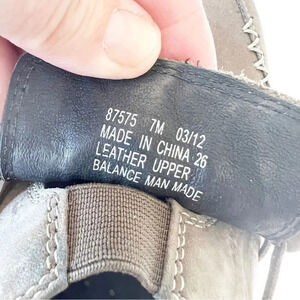 87575 7M 03/12
MADE IN CHINA 26
LEATHER UPPER
BALANCE MAN MADE